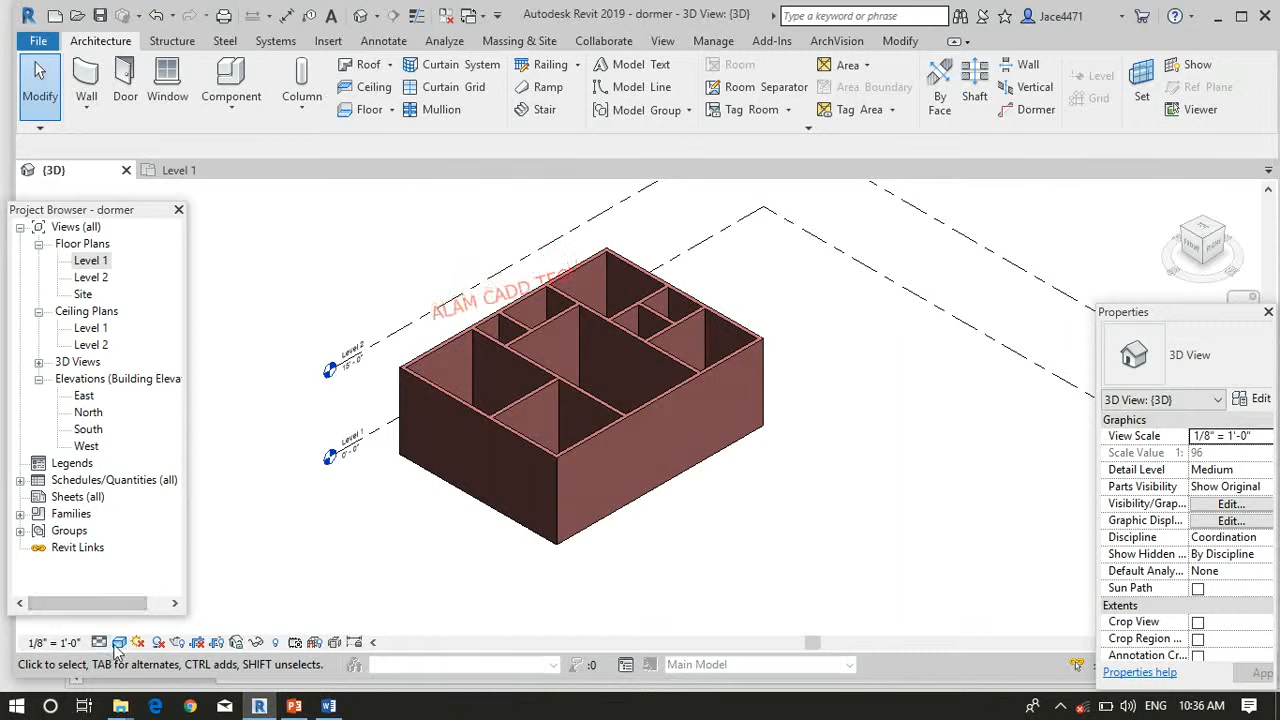 Autodesk Revit 2019 - dormer - 3D View: {3D}
Type a keyword or phrase
Jace4471
File Architecture Structure Steel Systems Insert Annotate Analyze Massing & Site Collaborate View Manage Add-Ins ArchVision Modify
Modify Wall Door Window Component Column
Roof Curtain System Railing Model Text Room Area Wall Level Show
Ceiling Curtain Grid Ramp Model Line Room Separator Area Boundary By Face Shaft Vertical Grid Set Ref Plane
Floor Mullion Stair Model Group Tag Room Tag Area Dormer Viewer
{3D} Level 1
Project Browser - dormer
Views (all)
Floor Plans
Level 1
Level 2
Site
Ceiling Plans
Level 1
Level 2
3D Views
Elevations (Building Eleva
East
North
South
West
Legends
Schedules/Quantities (all)
Sheets (all)
Families
Groups
Revit Links
ALAM CADD TECH
Level 2
Level 1
0' - 0"
Properties
3D View
3D View: {3D} Edit
Graphics
View Scale 1/8" = 1'-0"
Scale Value 1: 96
Detail Level Medium
Parts Visibility Show Original
Visibility/Grap... Edit...
Graphic Displ... Edit...
Discipline Coordination
Show Hidden ... By Discipline
Default Analy... None
Sun Path
Extents
Crop View
Crop Region ...
Annotation Cr...
Properties help App
1/8" = 1'-0"
Click to select, TAB for alternates, CTRL adds, SHIFT unselects.
:0
Main Model
10:36 AM